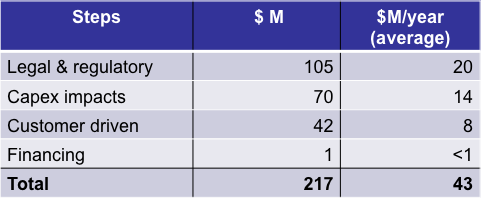 Steps $ M $M/year
(average)
Legal & regulatory 105 20
Capex impacts 70 14
Customer driven 42 8
Financing 1 <1
Total 217 43